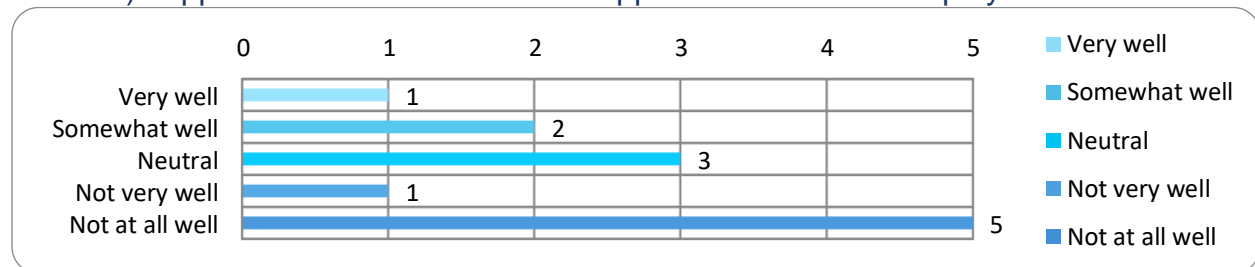 0 1 2 3 4 5
Very well 1
Somewhat well 2
Neutral 3
Not very well 1
Not at all well 5
Very well
Somewhat well
Neutral
Not very well
Not at all well